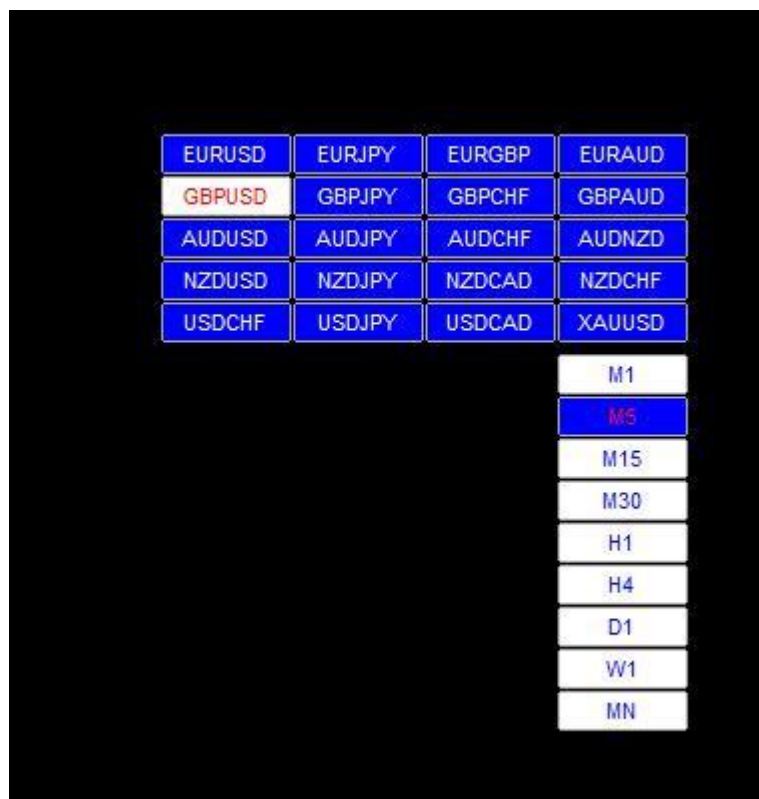 EURUSD EURJPY EURGBP EURAUD
GBPUSD GBPJPY GBPCHF GBPAUD
AUDUSD AUDJPY AUDCHF AUDNZD
NZDUSD NZDJPY NZDCAD NZDCHF
USDCHF USDJPY USDCAD XAUUSD
M1
M5
M15
M30
H1
H4
D1
W1
MN